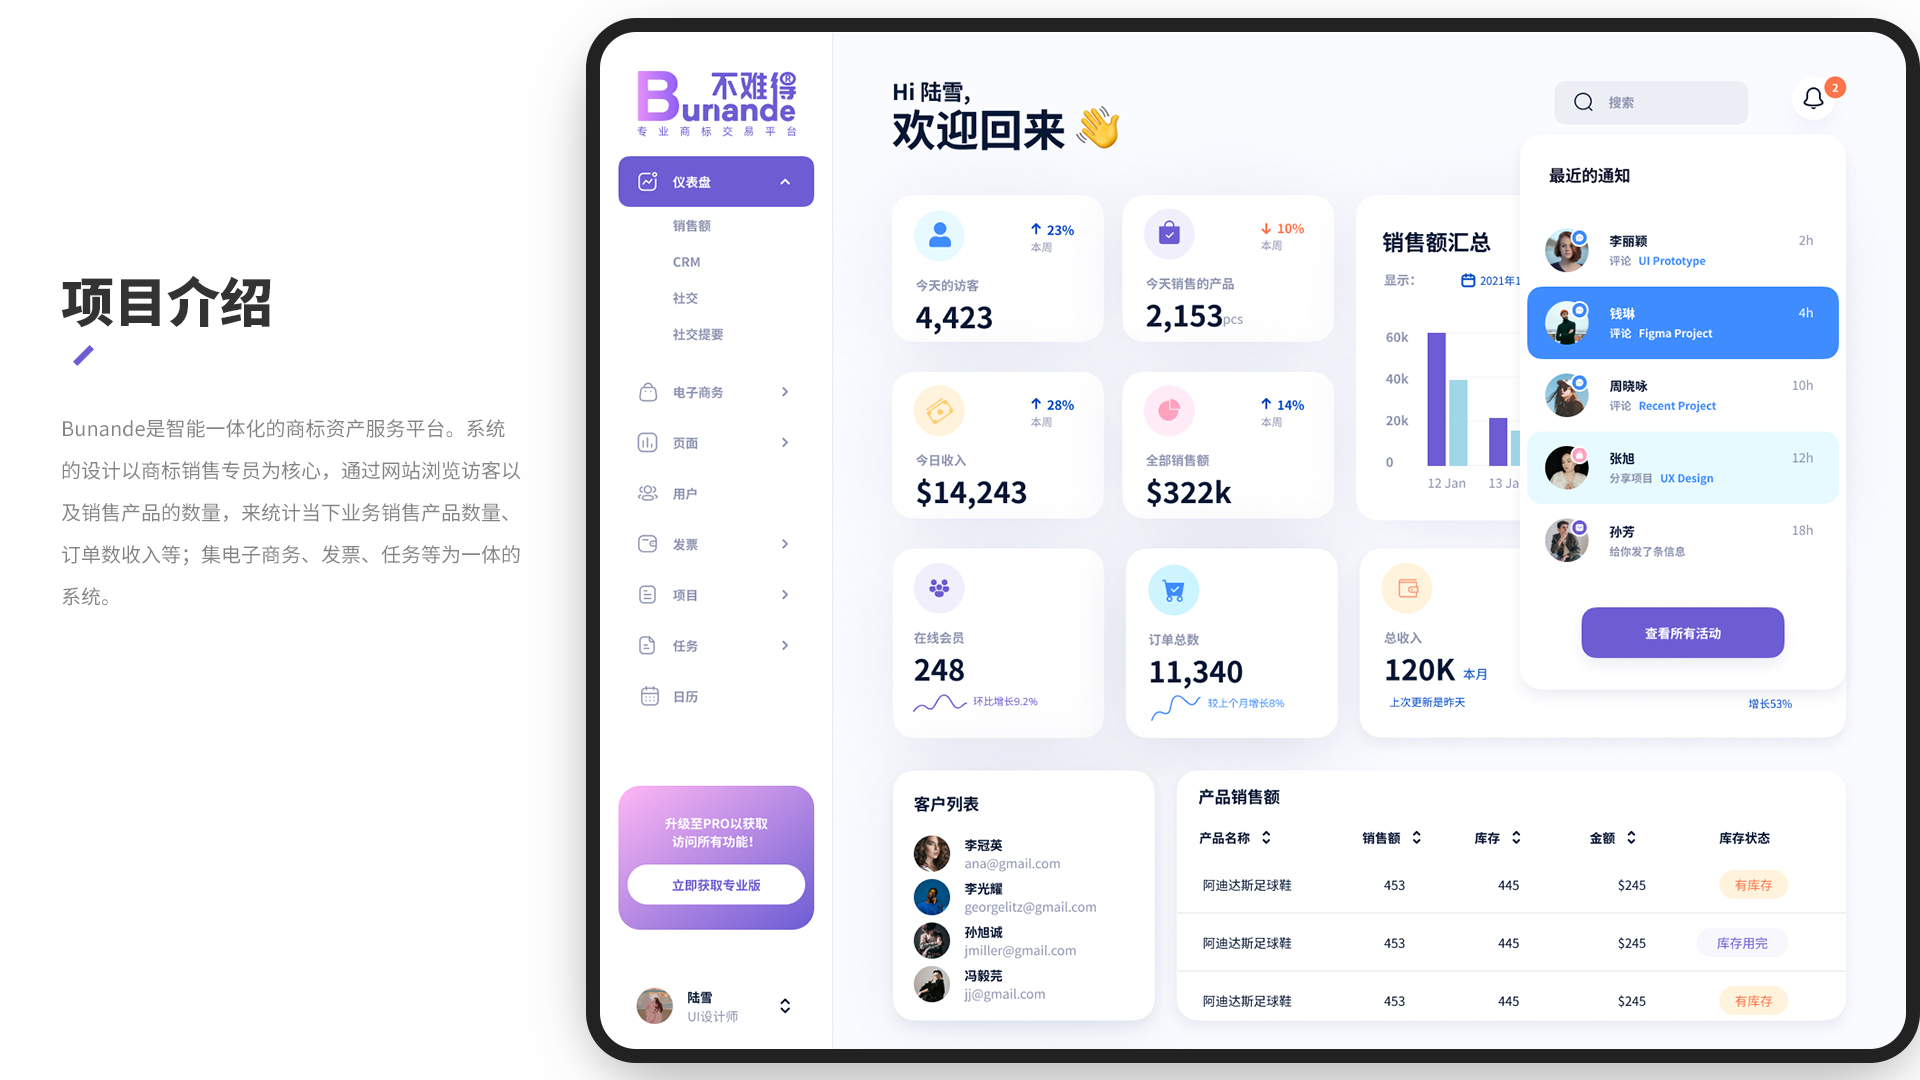 项目介绍
Bunande是智能一体化的商标资产服务平台。系统
的设计以商标销售专员为核心，通过网站浏览访客以
及销售产品的数量，来统计当下业务销售产品数量、
订单数收入等；集电子商务、发票、任务等为一体的
系统。
不难得®
Bunande
专业商标交易平台
仪表盘
销售额
CRM
社交
社交提要
电子商务
页面
用户
发票
项目
任务
日历
升级至PRO以获取
访问所有功能！
立即获取专业版
陆雪
UI设计师
Hi 陆雪,
欢迎回来 👋
搜索
2
23%
本周
今天的访客
4,423
10%
本周
今天销售的产品
2,153pcs
28%
本周
今日收入
$14,243
14%
本周
全部销售额
$322k
销售额汇总
显示：
2021年1
60k
40k
20k
0
12 Jan
13 Ja
在线会员
248
环比增长9.2%
订单总数
11,340
较上个月增长8%
总收入
120K 本月
上次更新是昨天
增长53%
最近的通知
李丽颖
2h
评论 UI Prototype
钱琳
4h
评论 Figma Project
周晓咏
10h
评论 Recent Project
张旭
12h
分享项目 UX Design
孙芳
18h
给你发了条信息
查看所有活动
客户列表
李冠英
ana@gmail.com
李光耀
georgelitz@gmail.com
孙旭诚
jmiller@gmail.com
冯毅芫
jj@gmail.com
产品销售额
产品名称 销售额 库存 金额 库存状态
阿迪达斯足球鞋 453 445 $245 有库存
阿迪达斯足球鞋 453 445 $245 库存用完
阿迪达斯足球鞋 453 445 $245 有库存